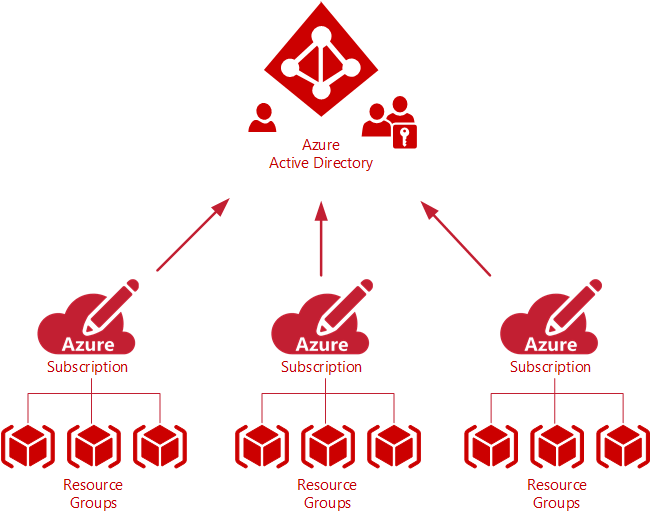 Azure
Active Directory
Azure
Azure
Azure
Subscription
Subscription
Subscription
Resource
Groups
Resource
Groups
Resource
Groups